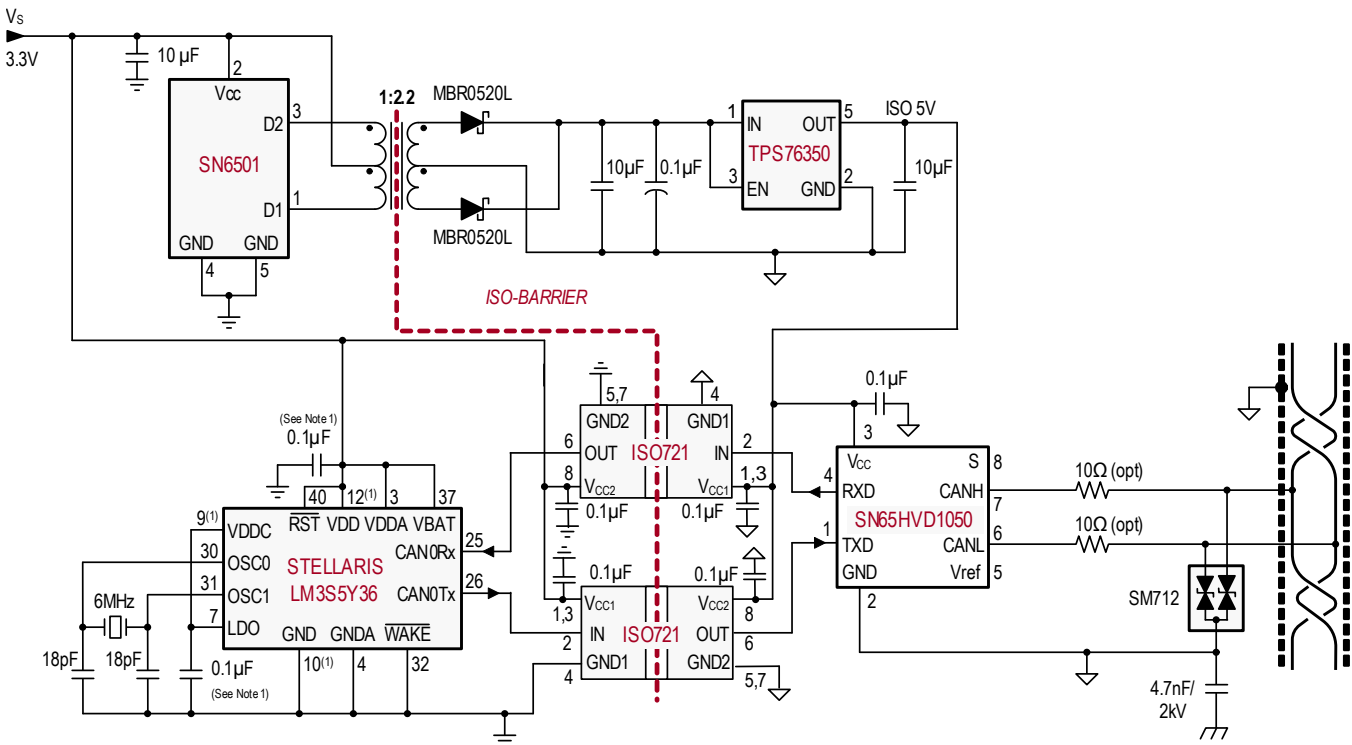 VS
3.3V
10 µF
2
Vcc
D2
3
SN6501
D1
1
GND
GND
4
5
1:2.2
MBR0520L
MBR0520L
10µF
0.1µF
1
IN
OUT
5
TPS76350
3
EN
GND
2
ISO 5V
10µF
ISO-BARRIER
(See Note 1)
0.1µF
40
12(1)
3
37
RST
VDD
VDDA
VBAT
9(1)
VDDC
30
OSC0
31
OSC1
7
LDO
STELLARIS
LM3S5Y36
CAN0Rx
25
CAN0Tx
26
GND
GNDA
WAKE
10(1)
4
32
6MHz
18pF
18pF
0.1µF
(See Note 1)
5,7
GND2
6
OUT
8
VCC2
0.1µF
ISO721
4
GND1
IN
2
VCC1
1,3
0.1µF
0.1µF
1,3
VCC1
2
IN
GND1
4
ISO721
0.1µF
VCC2
8
OUT
6
GND2
5,7
0.1µF
3
VCC
S
8
4
RXD
CANH
7
SN65HVD1050
1
TXD
CANL
6
GND
Vref
5
2
10Ω (opt)
10Ω (opt)
SM712
4.7nF/
2kV